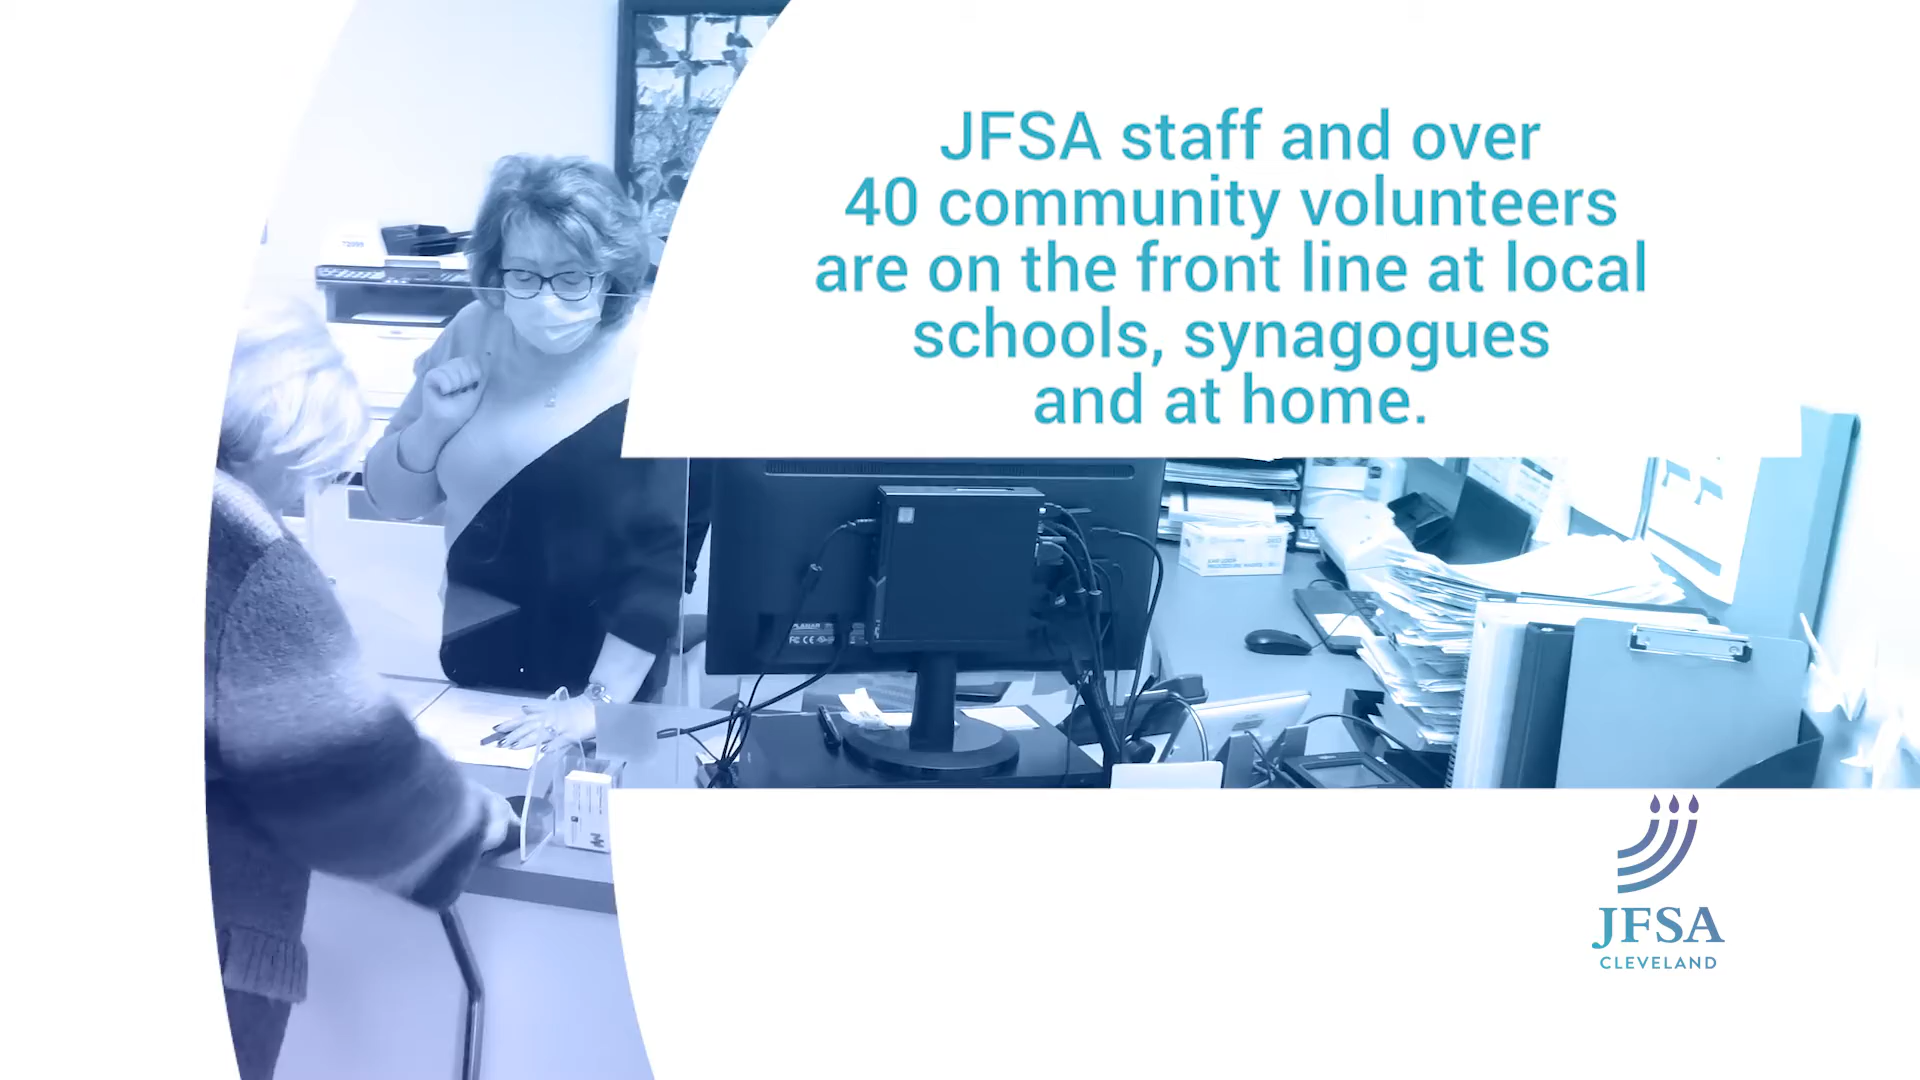 JFSA staff and over
40 community volunteers
are on the front line at local
schools, synagogues
and at home.
PLANAR
JFSA
CLEVELAND